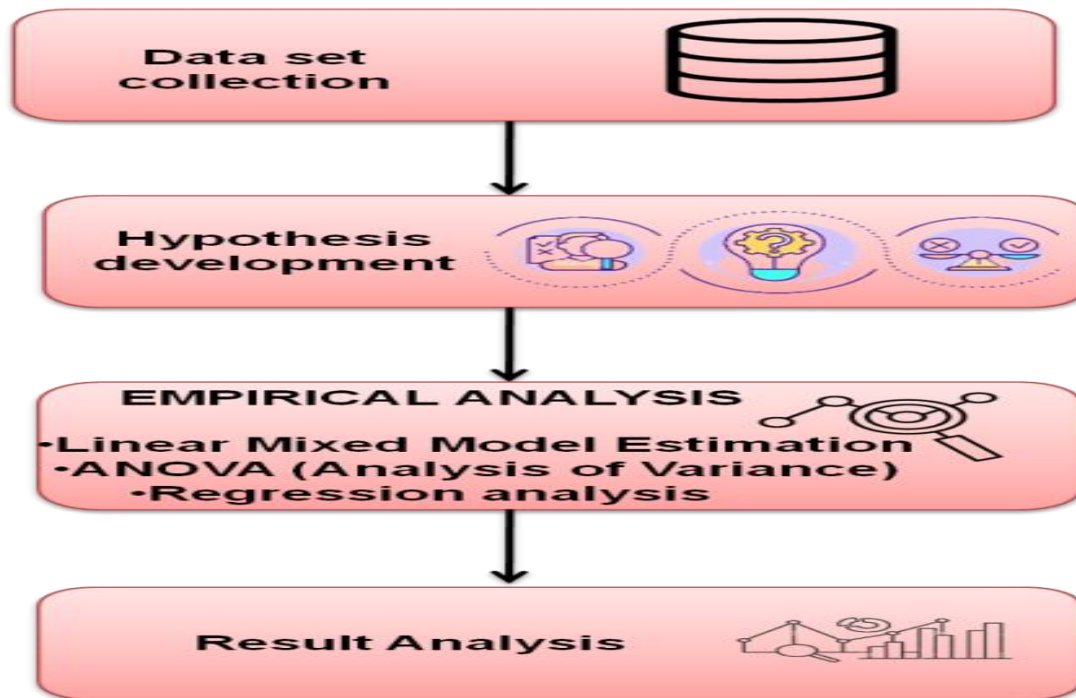 Data set
collection
Hypothesis
development
EMPIRICAL ANALYSIS
•Linear Mixed Model Estimation
•ANOVA (Analysis of Variance)
•Regression analysis
Result Analysis